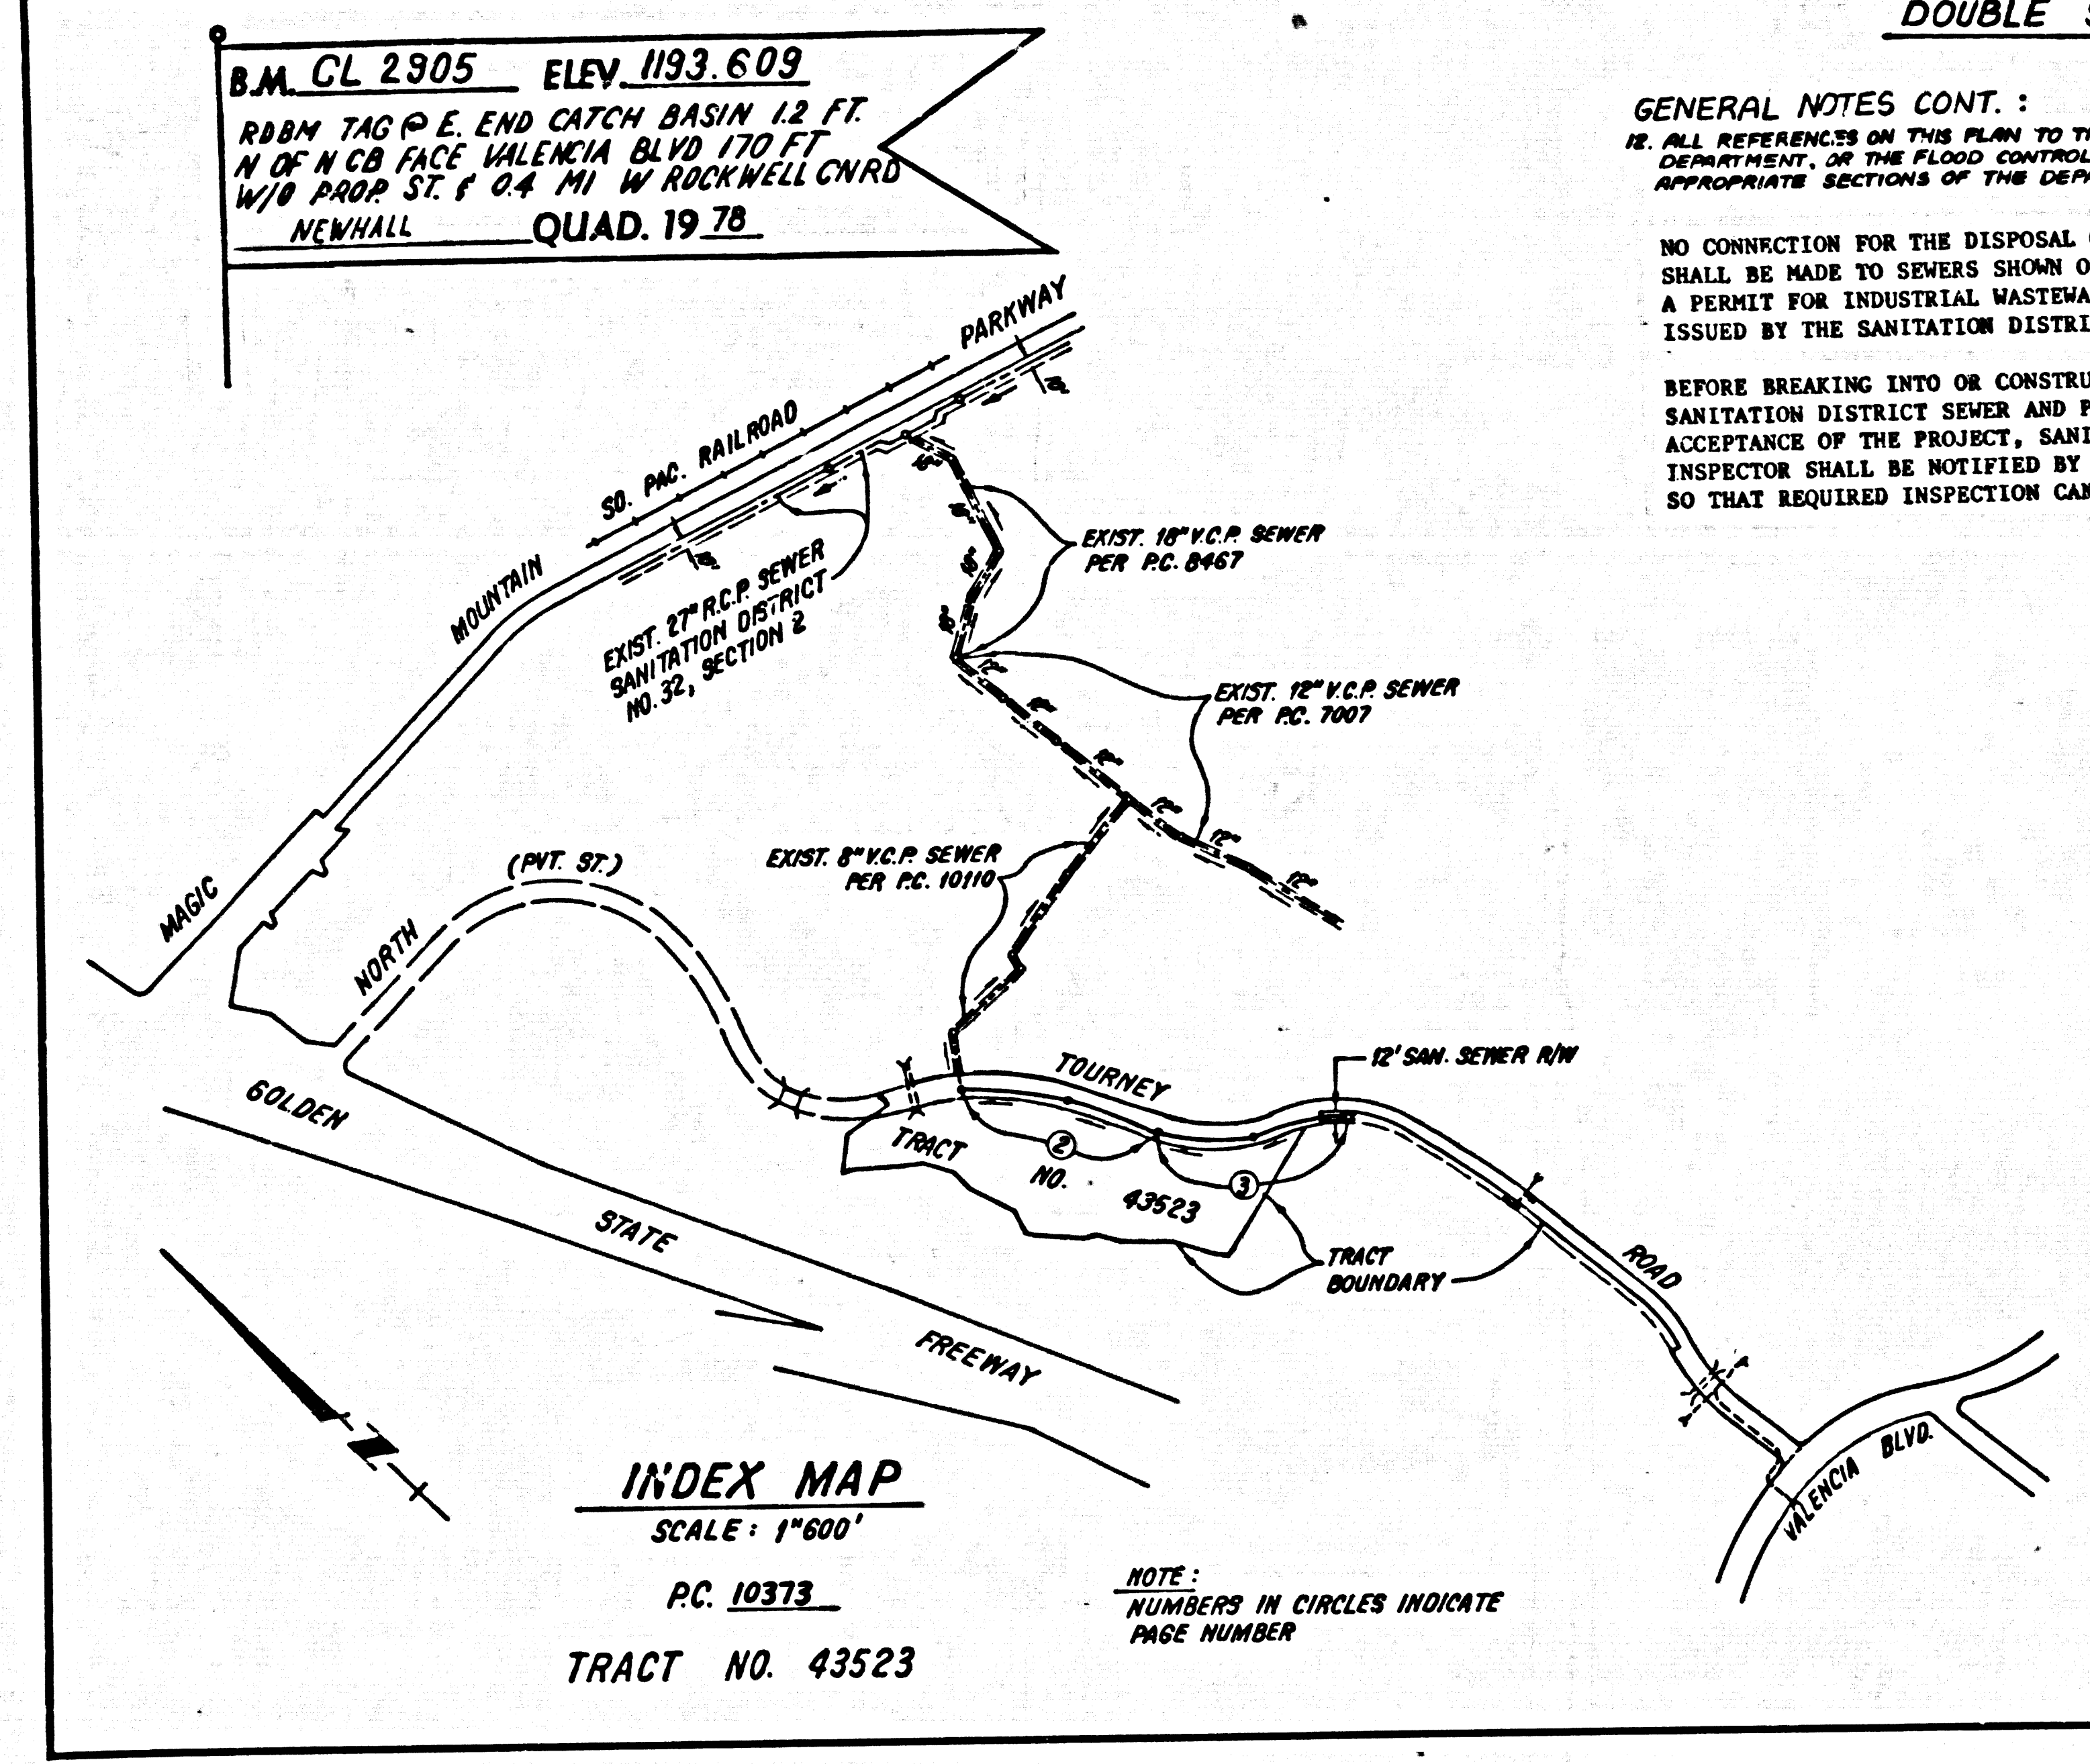 B.M. CL 2905 ELEV. 1193.609
RDBM TAG @ E. END CATCH BASIN 1.2 FT.
N OF N CB FACE VALENCIA BLVD 170 FT
W/O PROP. ST. & 0.4 MI W ROCKWELL CNRD
NEWHALL QUAD. 19 78
DOUBLE
GENERAL NOTES CONT. :
12. ALL REFERENCES ON THIS PLAN TO
DEPARTMENT, OR THE FLOOD CONTROL
APPROPRIATE SECTIONS OF THE
NO CONNECTION FOR THE DISPOSAL
SHALL BE MADE TO SEWERS SHOWN
A PERMIT FOR INDUSTRIAL
ISSUED BY THE SANITATION
BEFORE BREAKING INTO OR
SANITATION DISTRICT SEWER AND
ACCEPTANCE OF THE PROJECT,
INSPECTOR SHALL BE NOTIFIED BY
SO THAT REQUIRED INSPECTION
MAGIC
MOUNTAIN
PARKWAY
SO. PAC. RAILROAD
EXIST. 27" R.C.P. SEWER
SANITATION DISTRICT
NO. 32, SECTION 2
EXIST. 18" V.C.P. SEWER
PER P.C. 8467
12"
12"
12"
12"
12"
12"
EXIST. 12" V.C.P. SEWER
PER P.C. 7007
EXIST. 8" V.C.P. SEWER
PER P.C. 10110
(PVT. ST.)
NORTH
TOURNEY
ROAD
12' SAN. SEWER R/W
TRACT
NO.
43523
2
3
TRACT
BOUNDARY
GOLDEN
STATE
FREEWAY
VALENCIA BLVD.
N
INDEX MAP
SCALE: 1"600'
P.C. 10373
TRACT NO. 43523
NOTE:
NUMBERS IN CIRCLES INDICATE
PAGE NUMBER